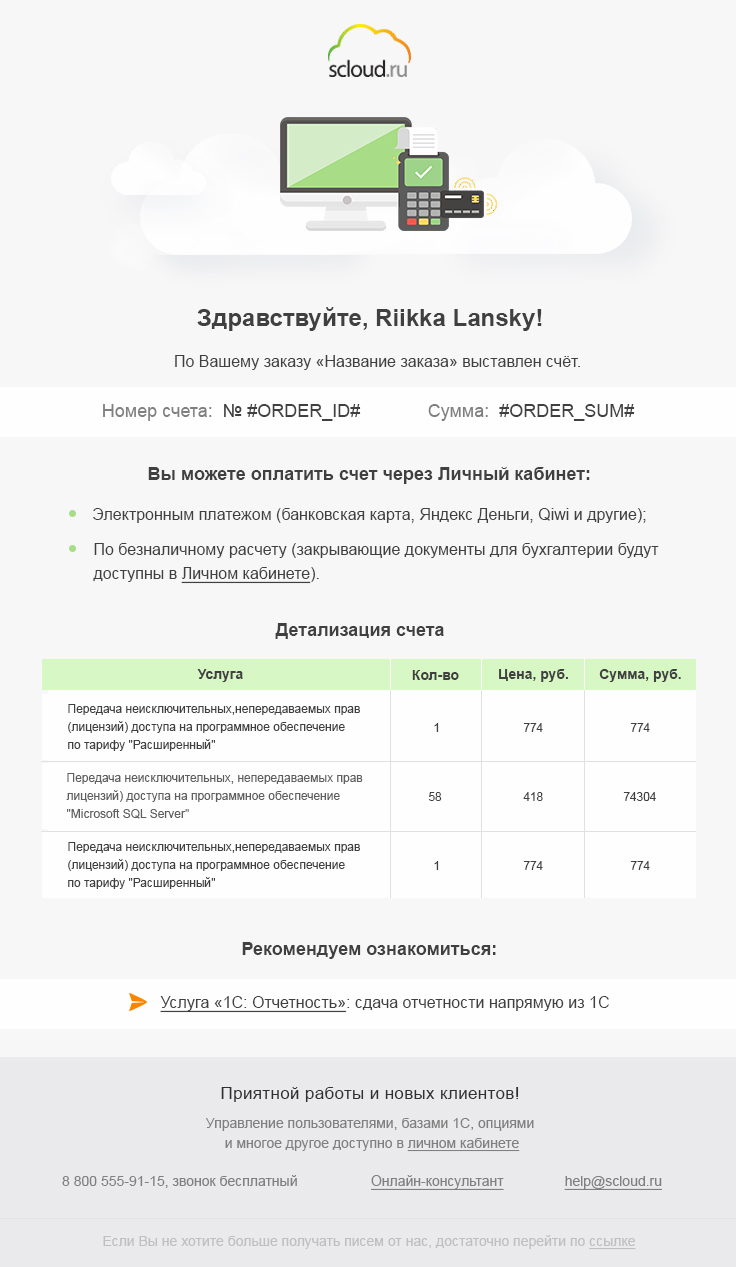 scloud.ru
Здравствуйте, Riikka Lansky!
По Вашему заказу «Название заказа» выставлен счёт.
Номер счета: № #ORDER_ID# Сумма: #ORDER_SUM#
Вы можете оплатить счет через Личный кабинет:
Электронным платежом (банковская карта, Яндекс Деньги, Qiwi и другие);
По безналичному расчету (закрывающие документы для бухгалтерии будут
доступны в Личном кабинете).
Детализация счета
Услуга Кол-во Цена, руб. Сумма, руб.
Передача неисключительных,непередаваемых прав
(лицензий) доступа на программное обеспечение
по тарифу "Расширенный"
1 774 774
Передача неисключительных, непередаваемых прав
лицензий) доступа на программное обеспечение
"Microsoft SQL Server"
58 418 74304
Передача неисключительных,непередаваемых прав
(лицензий) доступа на программное обеспечение
по тарифу "Расширенный"
1 774 774
Рекомендуем ознакомиться:
Услуга «1С: Отчетность»: сдача отчетности напрямую из 1С
Приятной работы и новых клиентов!
Управление пользователями, базами 1С, опциями
и многое другое доступно в личном кабинете
8 800 555-91-15, звонок бесплатный Онлайн-консультант help@scloud.ru
Если Вы не хотите больше получать писем от нас, достаточно перейти по ссылке